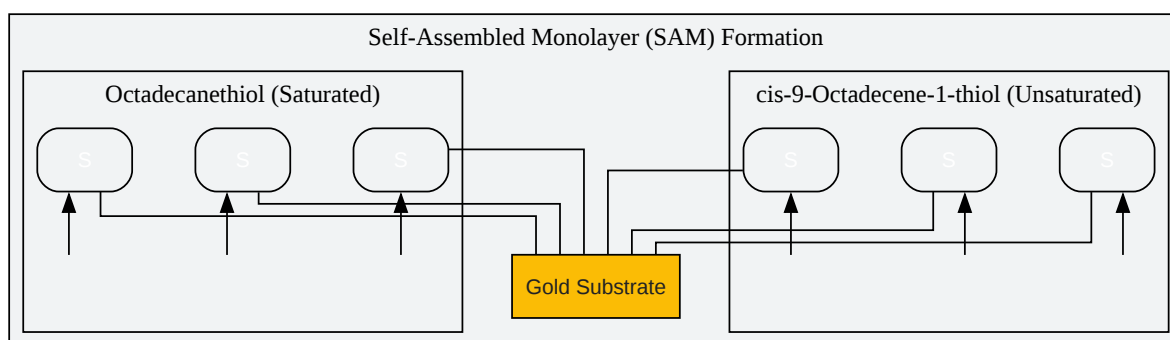 Self-Assembled Monolayer (SAM) Formation
Octadecanethiol (Saturated)
cis-9-Octadecene-1-thiol (Unsaturated)
S S S S S S
Gold Substrate